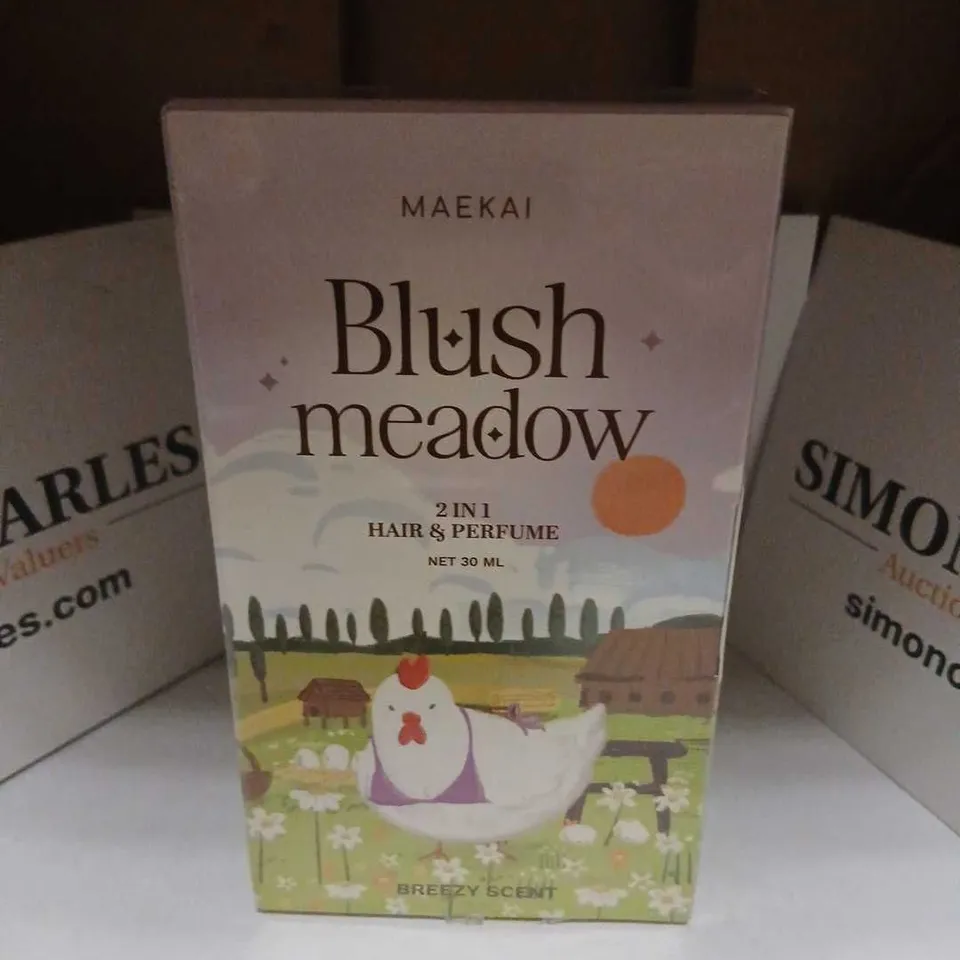 MAEKAI
Blush
meadow
2 IN 1
HAIR & PERFUME
NET 30 ML
BREEZY SCENT
ARLES
Valuers
es.com
SIMO
Auctio
simono